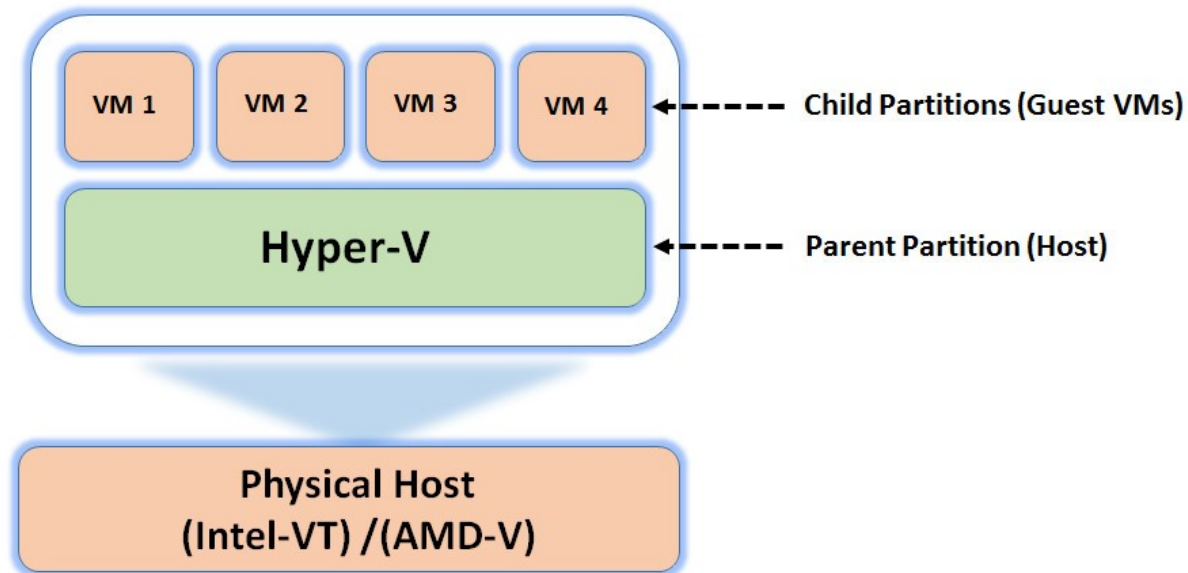 VM 1
VM 2
VM 3
VM 4
Child Partitions (Guest VMs)
Hyper-V
Parent Partition (Host)
Physical Host
(Intel-VT) /(AMD-V)